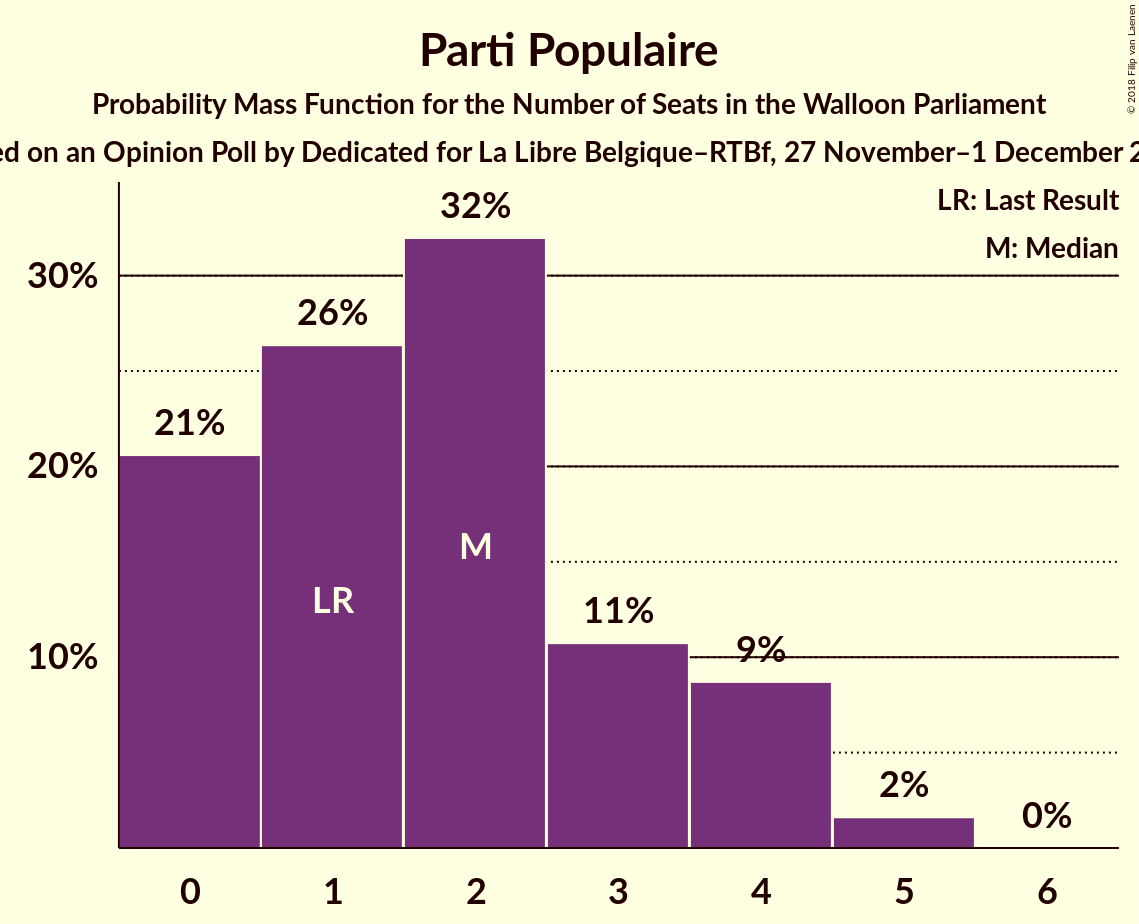 Parti Populaire
Probability Mass Function for the Number of Seats in the Walloon Parliament
on an Opinion Poll by Dedicated for La Libre Belgique–RTBf, 27 November–1 December
© 2018 Filip van Laenen
LR: Last Result
M: Median
32%
30%
26%
21%
20%
M
LR
11%
10%
9%
2%
0%
0 1 2 3 4 5 6